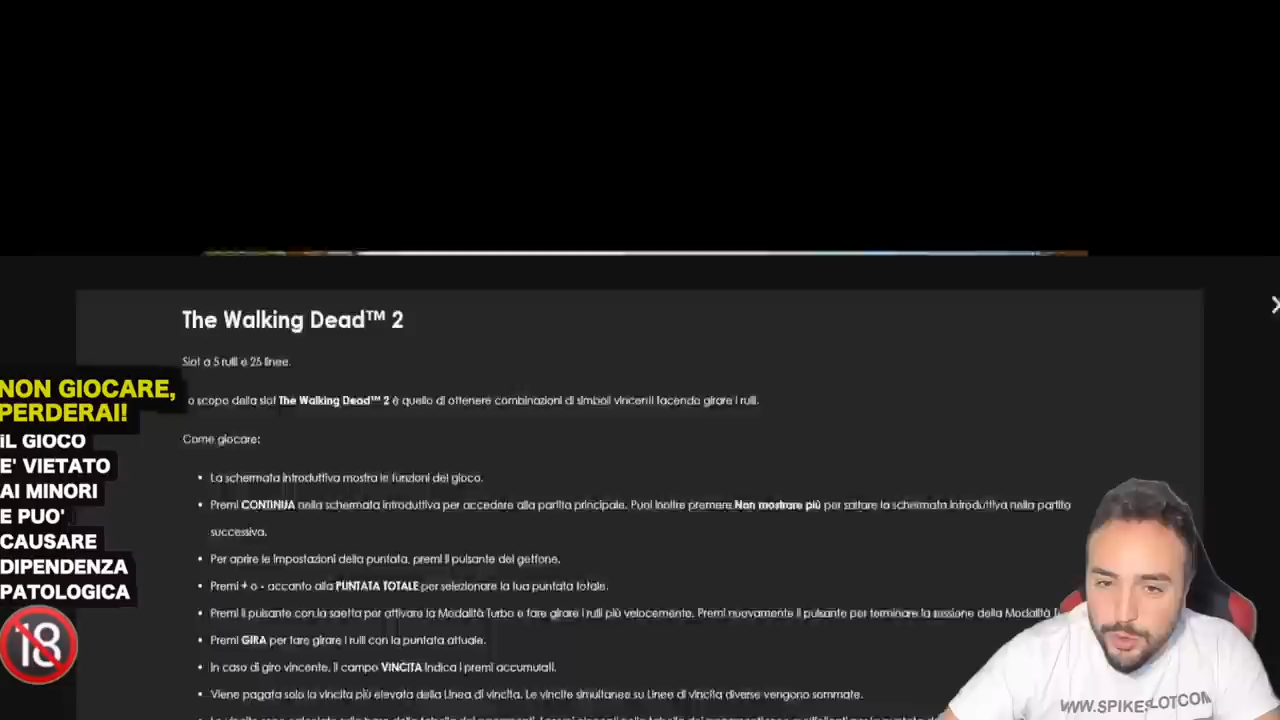 The Walking Dead™ 2
Slot a 5 rulli e 25 linee.
o scopo della slot The Walking Dead™ 2 è quello di ottenere combinazioni di simboli vincenti facendo girare i rulli.
Come giocare:
• La schermata introduttiva mostra le funzioni del gioco.
• Premi CONTINUA nella schermata introduttiva per accedere alla partita principale. Puoi inoltre premere Non mostrare più per saltare la schermata introduttiva nella partita
successiva.
• Per aprire le impostazioni della puntata, premi il pulsante del gettone.
• Premi + o - accanto alla PUNTATA TOTALE per selezionare la tua puntata totale.
• Premi il pulsante con la saetta per attivare la Modalità Turbo e fare girare i rulli più velocemente. Premi nuovamente il pulsante per terminare la sessione della Modalità
• Premi GIRA per fare girare i rulli con la puntata attuale.
• In caso di giro vincente, il campo VINCITA indica i premi accumulati.
• Viene pagata solo la vincita più elevata della Linea di vincita. Le vincite simultanee su Linee di vincita diverse vengono sommate.
NON GIOCARE,
PERDERAI!
iL GIOCO
E' VIETATO
AI MINORI
E PUO'
CAUSARE
DIPENDENZA
PATOLOGICA
18
WWW.SPIKESLOTCOM